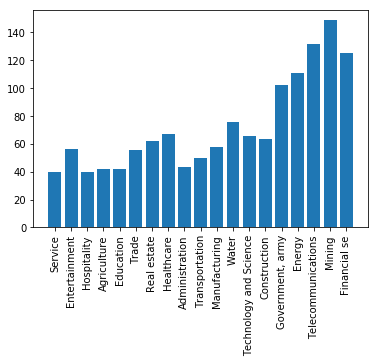 140
120
100
80
60
40
20
0
Service
Entertainment
Hospitality
Agriculture
Education
Trade
Real estate
Healthcare
Administration
Transportation
Manufacturing
Water
Technology and Science
Construction
Government, army
Energy
Telecommunications
Mining
Financial se